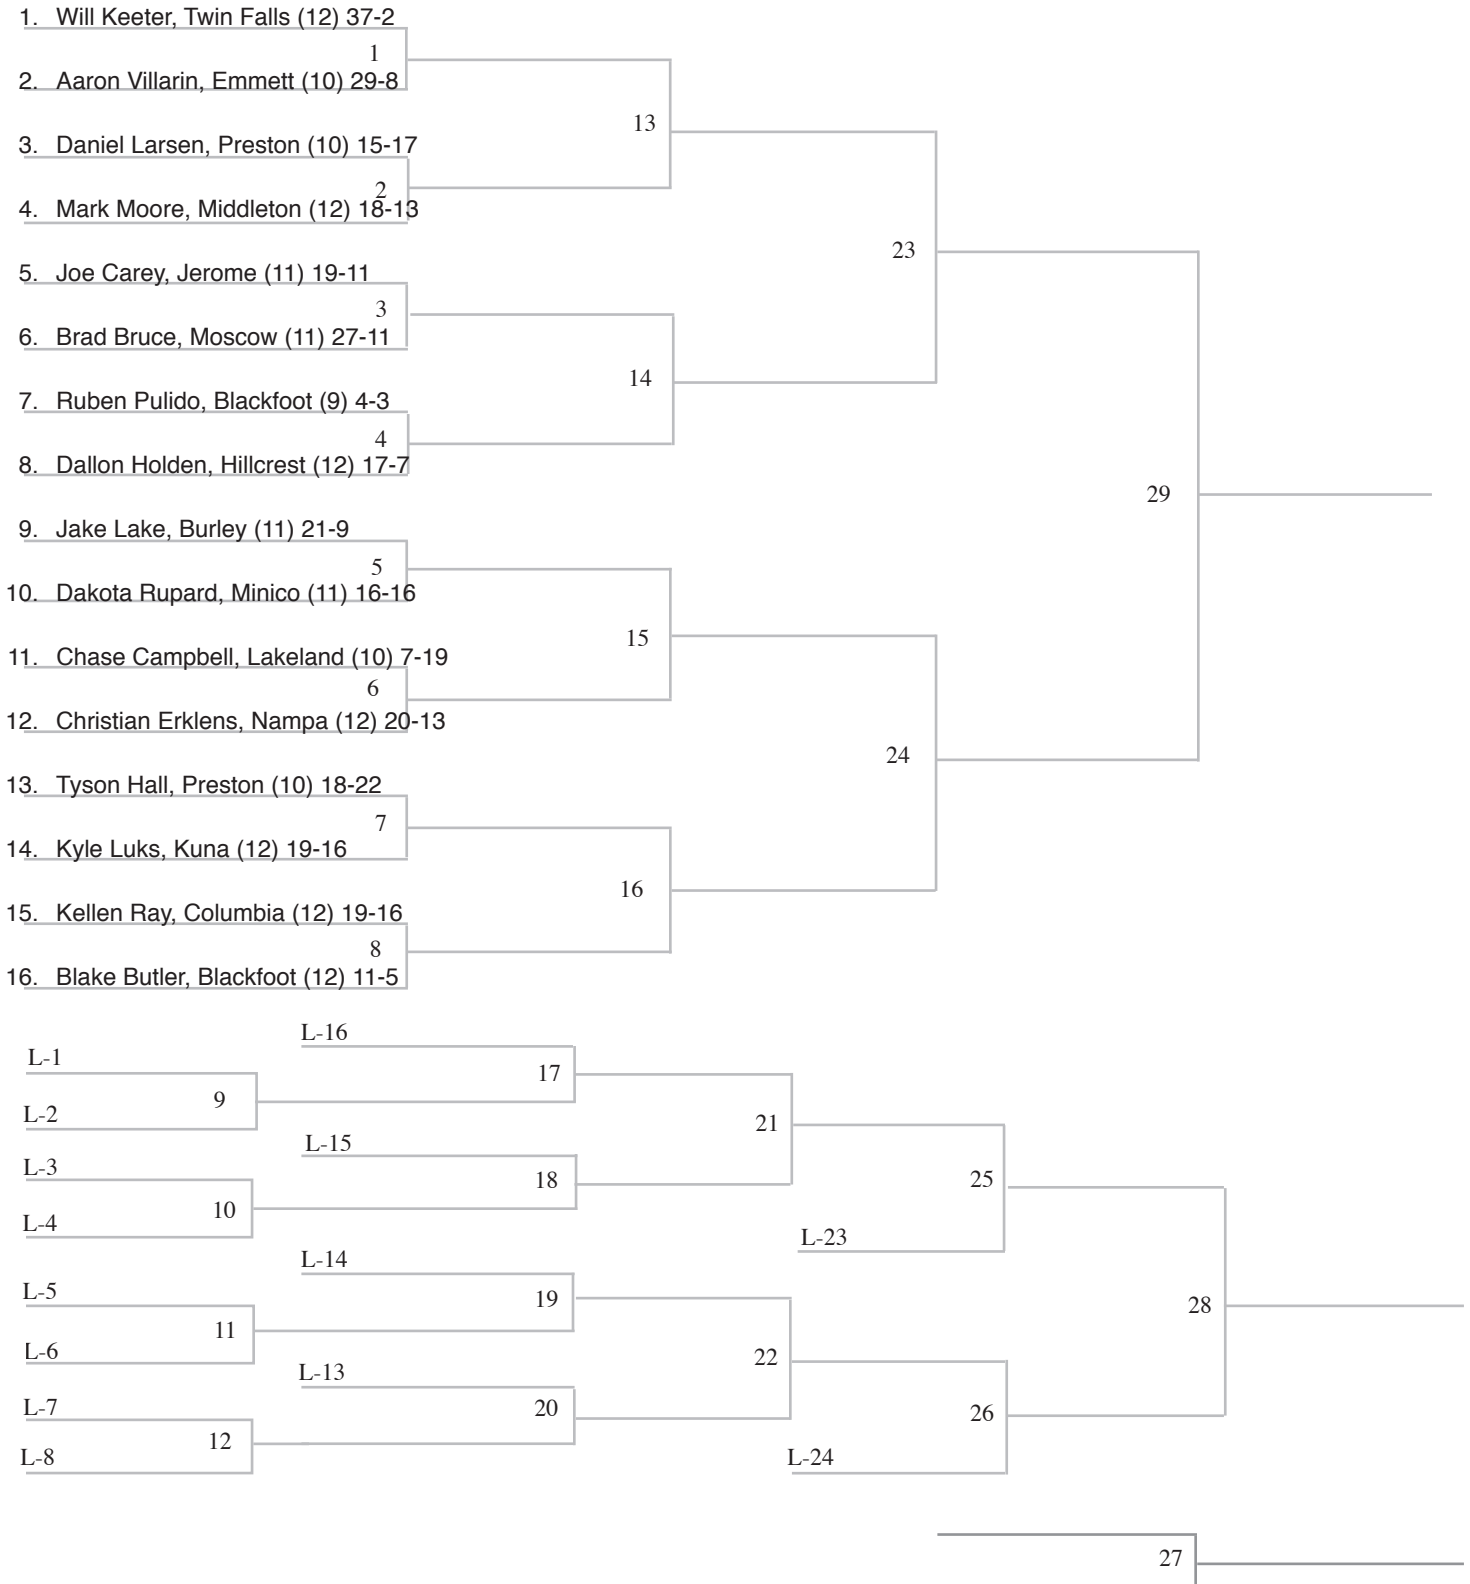 1. Will Keeter, Twin Falls (12) 37-2
1
2. Aaron Villarin, Emmett (10) 29-8
13
3. Daniel Larsen, Preston (10) 15-17
2
4. Mark Moore, Middleton (12) 18-13
23
5. Joe Carey, Jerome (11) 19-11
3
6. Brad Bruce, Moscow (11) 27-11
14
7. Ruben Pulido, Blackfoot (9) 4-3
4
8. Dallon Holden, Hillcrest (12) 17-7
29
9. Jake Lake, Burley (11) 21-9
5
10. Dakota Rupard, Minico (11) 16-16
15
11. Chase Campbell, Lakeland (10) 7-19
6
12. Christian Erklens, Nampa (12) 20-13
24
13. Tyson Hall, Preston (10) 18-22
7
14. Kyle Luks, Kuna (12) 19-16
16
15. Kellen Ray, Columbia (12) 19-16
8
16. Blake Butler, Blackfoot (12) 11-5
L-16
L-1
17
9
L-2
21
L-15
L-3
18
25
10
L-4
L-23
L-14
L-5
19
28
11
L-6
22
L-13
L-7
20
26
12
L-8
L-24
27